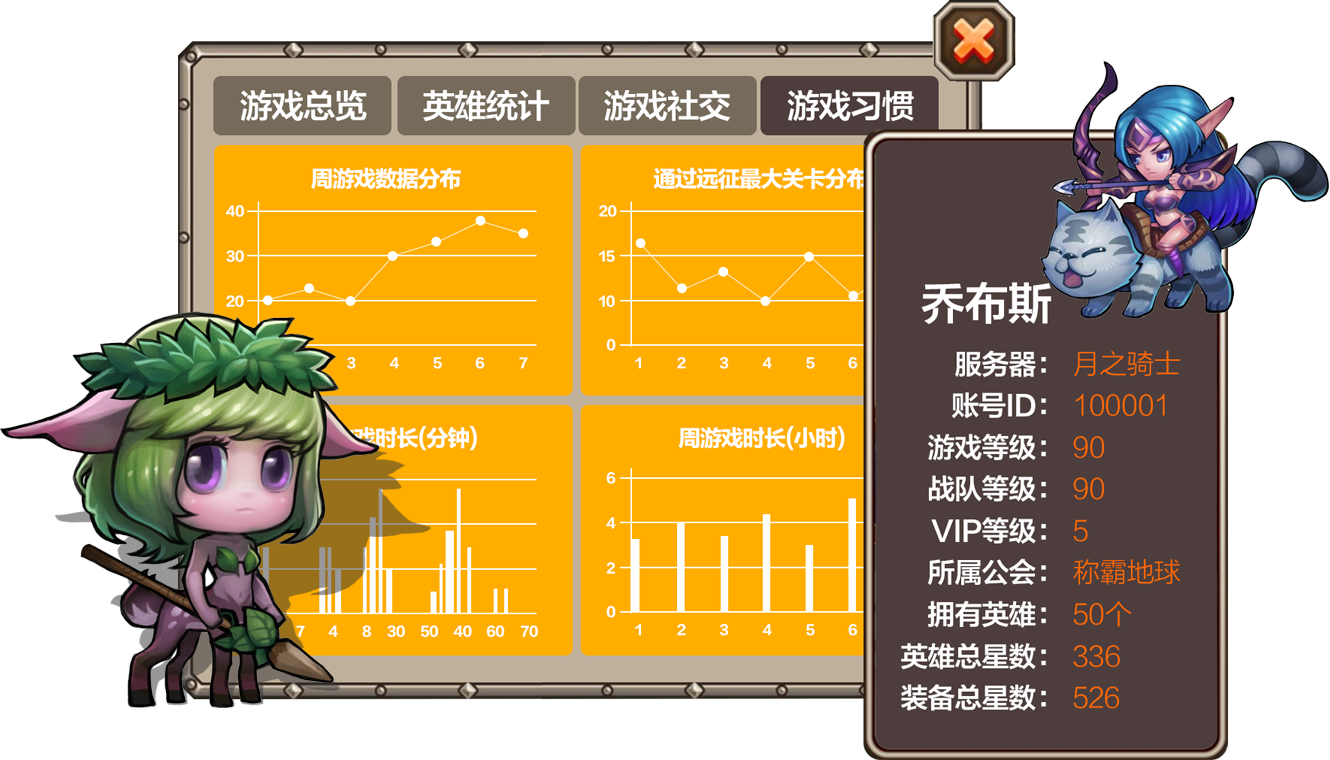 游戏总览 英雄统计 游戏社交 游戏习惯
周游戏数据分布
40
30
20
3 4 5 6 7
通过远征最大关卡分布
20
15
10
0
1 2 3 4 5 6
戏时长(分钟)
7 4 8 30 50 40 60 70
周游戏时长(小时)
6
4
2
0
1 2 3 4 5 6
乔布斯
服务器： 月之骑士
账号ID： 100001
游戏等级： 90
战队等级： 90
VIP等级： 5
所属公会： 称霸地球
拥有英雄： 50个
英雄总星数： 336
装备总星数： 526